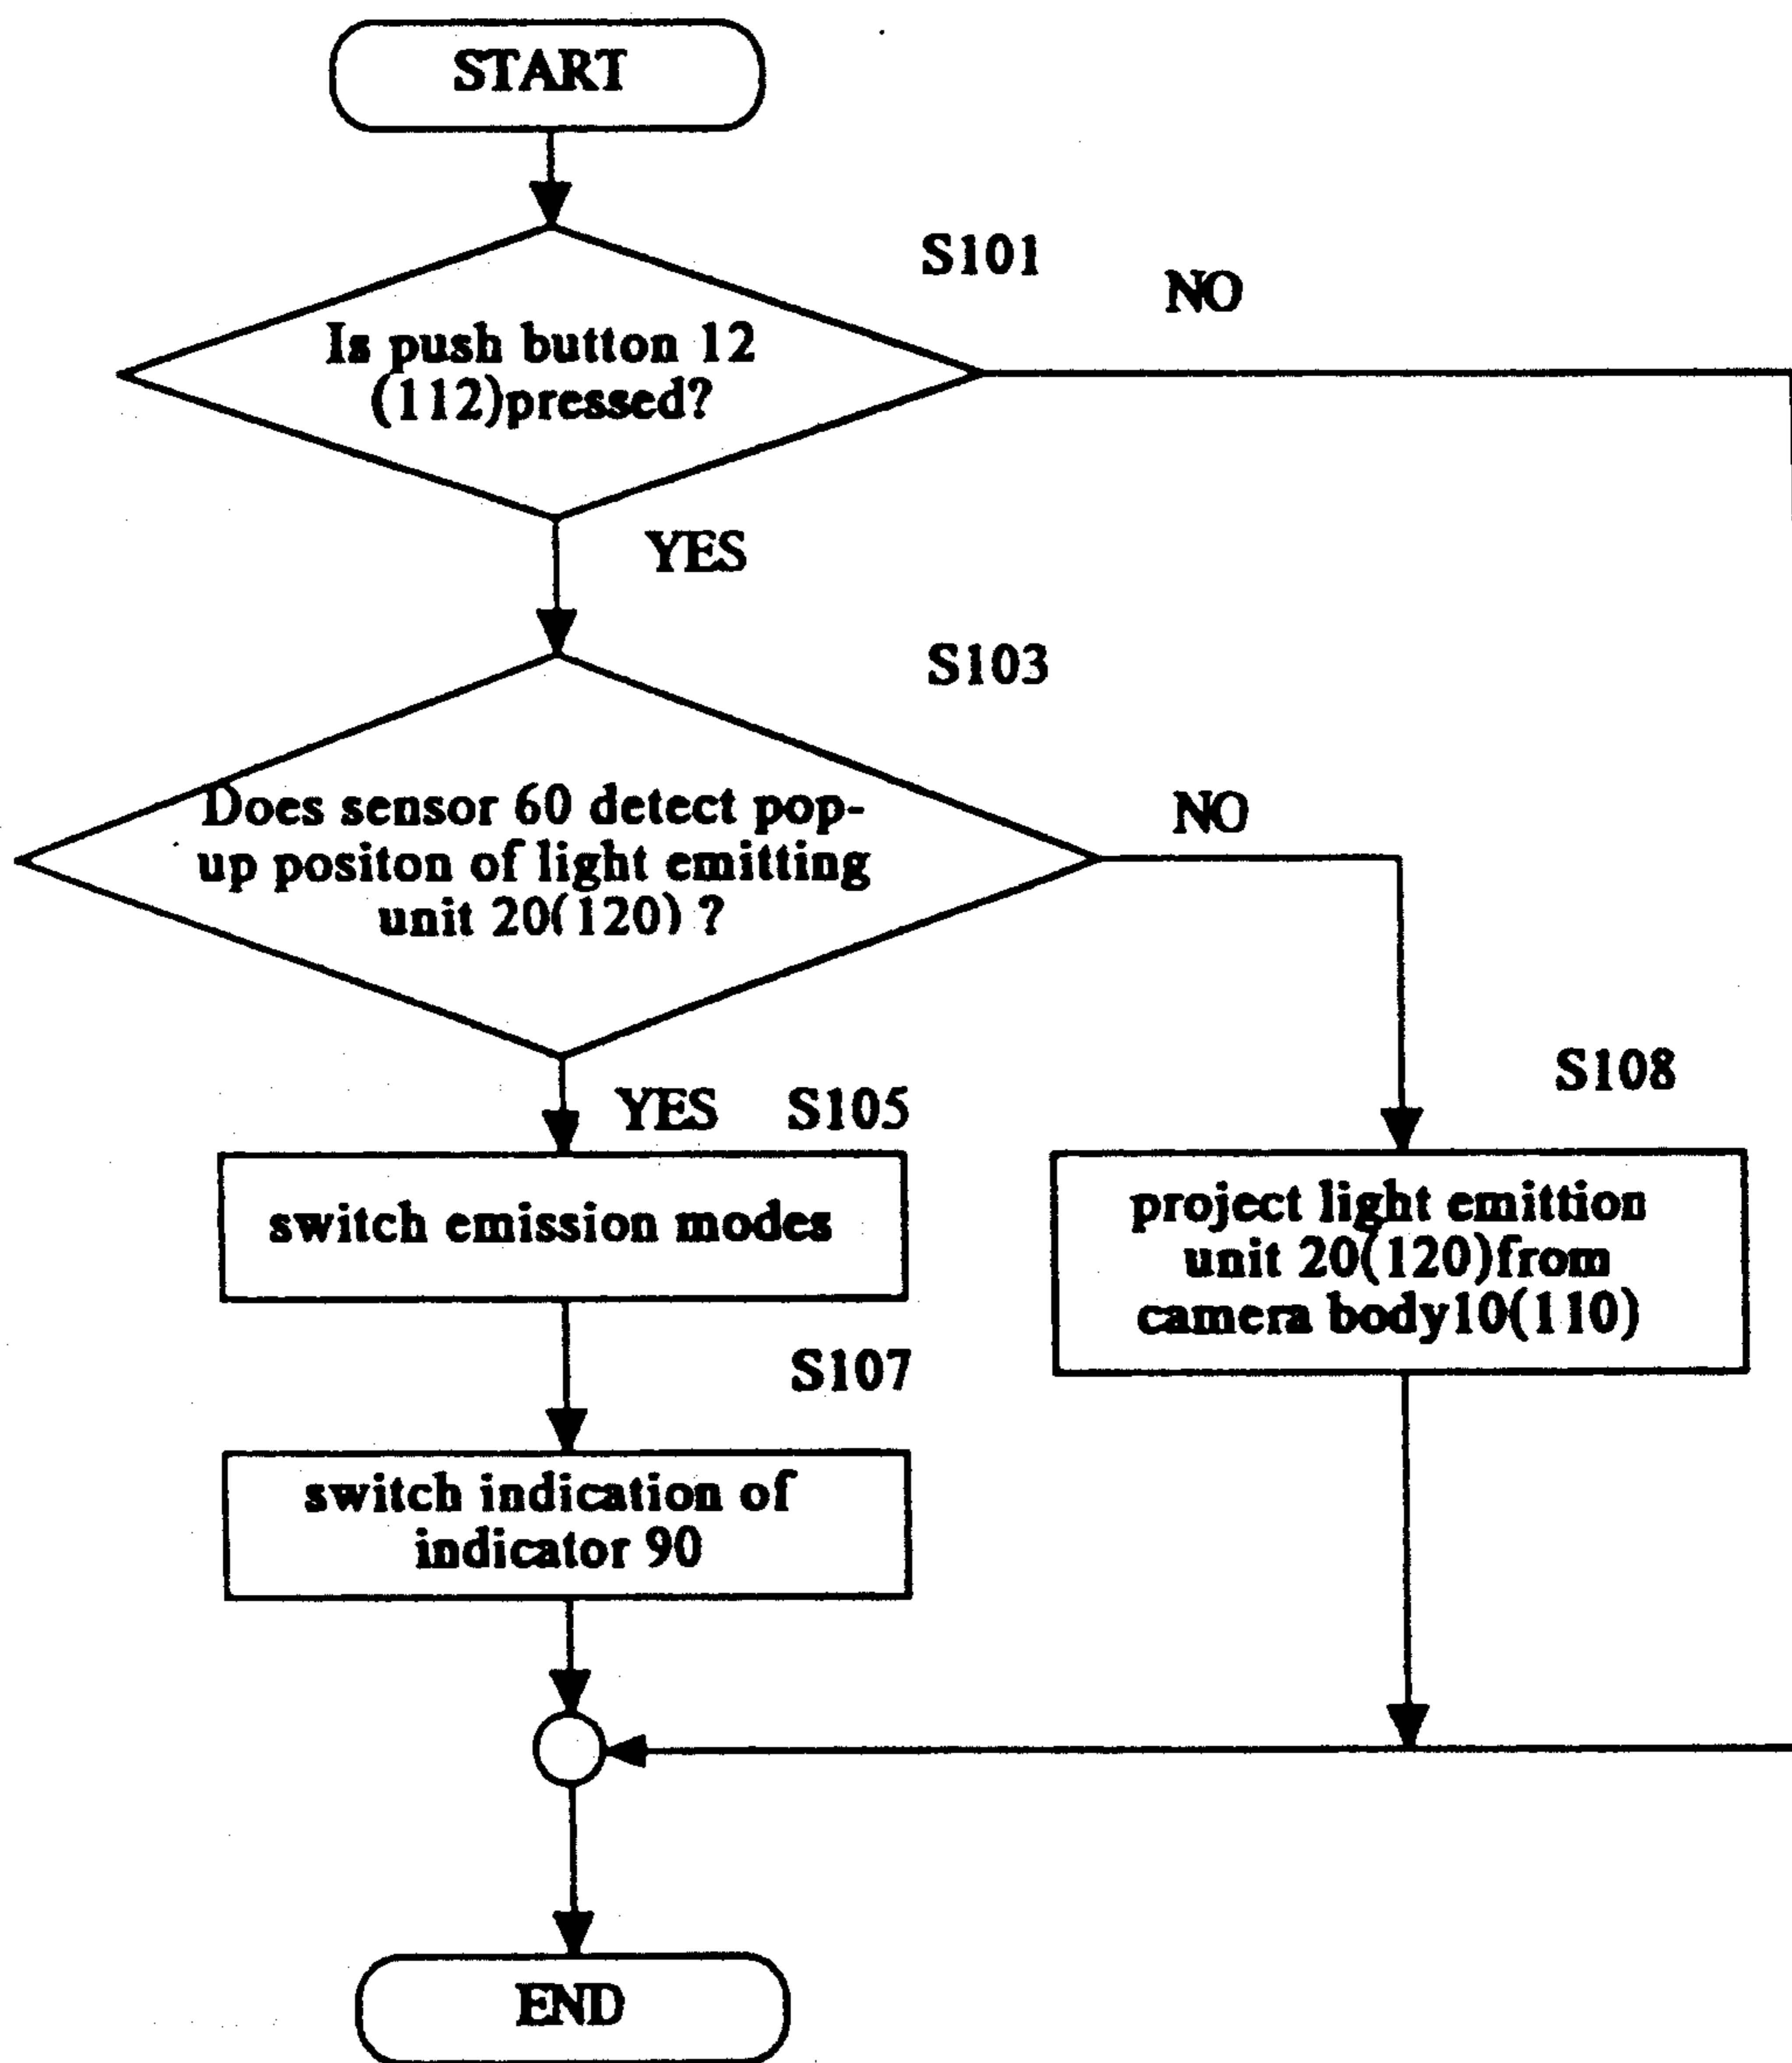 START
S101
NO
Is push button 12
(112)pressed?
YES
S103
Does sensor 60 detect pop-
up positon of light emitting
unit 20(120) ?
NO
YES
S105
S108
switch emission modes
project light emittion
unit 20(120)from
camera body10(110)
S107
switch indication of
indicator 90
END